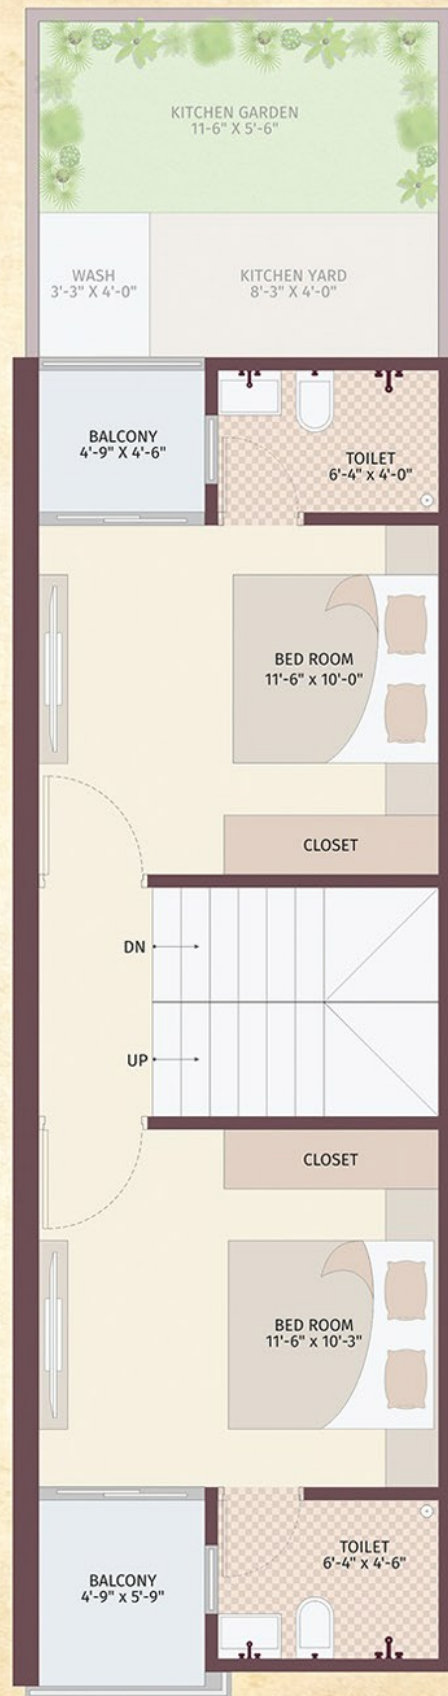 KITCHEN GARDEN
11-6" X 5'-6"
WASH
3'-3" X 4'-0"
KITCHEN YARD
8'-3" X 4'-0"
BALCONY
4'-9" X 4'-6"
TOILET
6'-4" x 4'-0"
BED ROOM
11'-6" x 10'-0"
CLOSET
DN
UP
CLOSET
BED ROOM
11'-6" x 10'-3"
TOILET
6'-4" x 4'-6"
BALCONY
4'-9" X 5'-9"